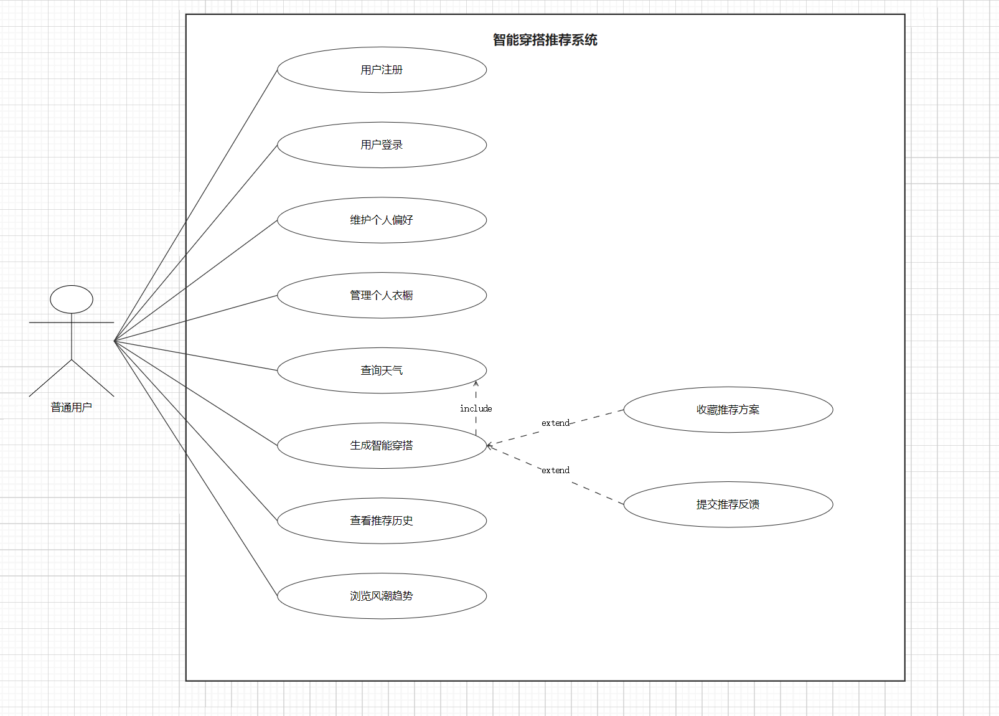 智能穿搭推荐系统
用户注册
用户登录
维护个人偏好
管理个人衣橱
查询天气
普通用户
include
收藏推荐方案
extend
生成智能穿搭
extend
提交推荐反馈
查看推荐历史
浏览风潮趋势